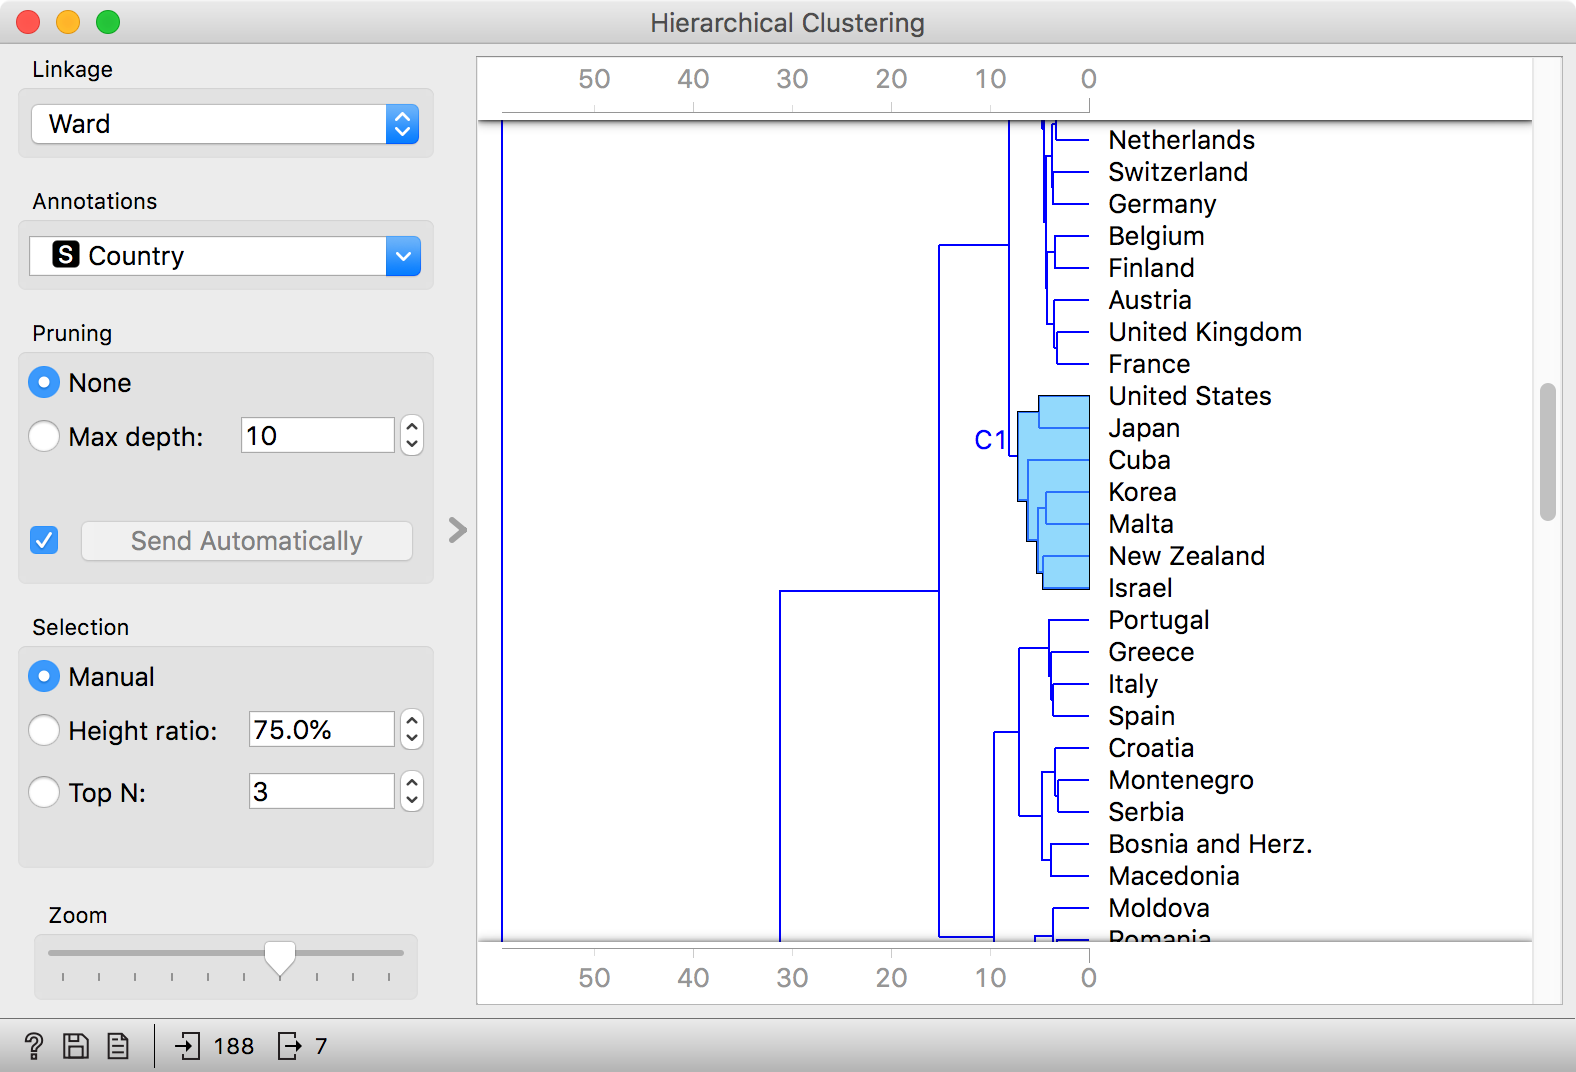 Hierarchical Clustering
Linkage
Ward
Annotations
S Country
Pruning
None
Max depth: 10
Send Automatically
Selection
Manual
Height ratio: 75.0%
Top N: 3
Zoom
50 40 30 20 10 0
Netherlands
Switzerland
Germany
Belgium
Finland
Austria
United Kingdom
France
United States
Japan
C1
Cuba
Korea
Malta
New Zealand
Israel
Portugal
Greece
Italy
Spain
Croatia
Montenegro
Serbia
Bosnia and Herz.
Macedonia
Moldova
Romania
50 40 30 20 10 0
? 188 7